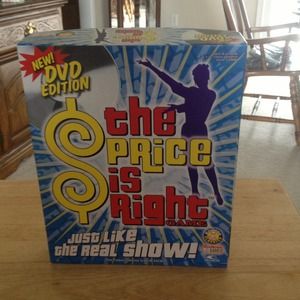 NEW!
DVD
EDITION
the
PRiCE
is
Right
GAME
JUST LiKE
THE REAL SHOW!